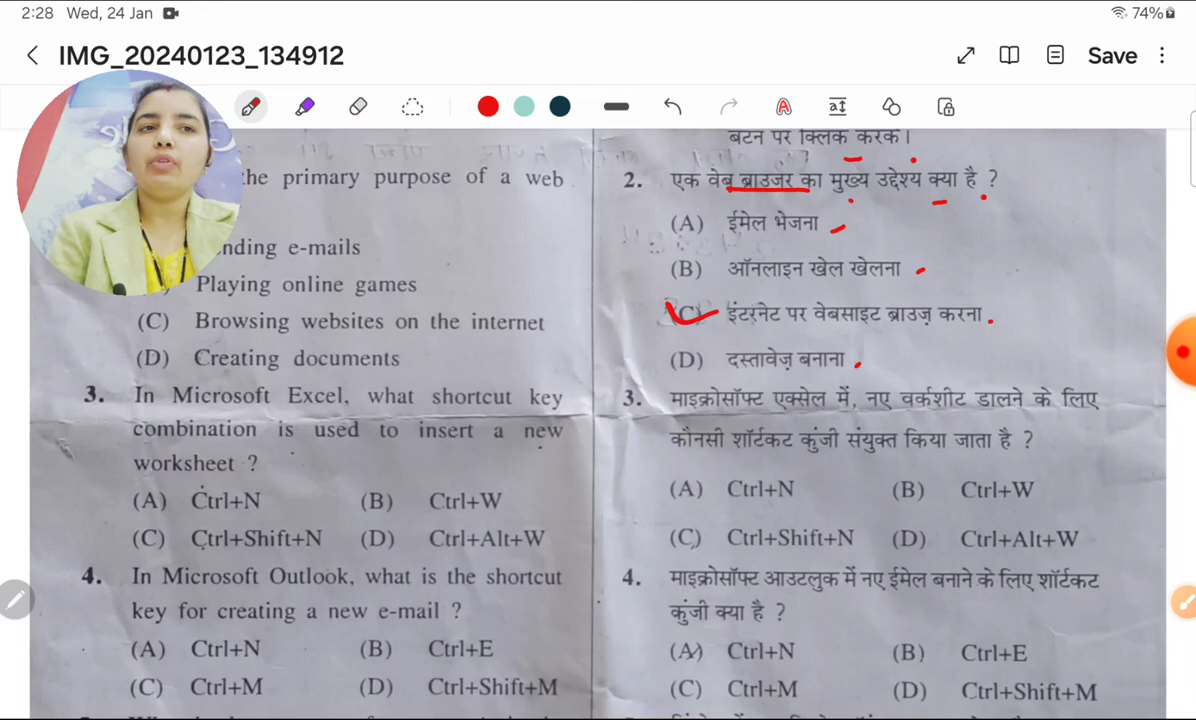 2:28 Wed, 24 Jan
74%
IMG_20240123_134912
Save
the primary purpose of a web
nding e-mails
Playing online games
(C) Browsing websites on the internet
(D) Creating documents
3. In Microsoft Excel, what shortcut key
combination is used to insert a new
worksheet ?
(A) Ctrl+N (B) Ctrl+W
(C) Ctrl+Shift+N (D) Ctrl+Alt+W
4. In Microsoft Outlook, what is the shortcut
key for creating a new e-mail ?
(A) Ctrl+N (B) Ctrl+E
(C) Ctrl+M (D) Ctrl+Shift+M
बटन पर क्लिक करके।
2. एक वेब ब्राउजर का मुख्य उद्देश्य क्या है ?
(A) ईमेल भेजना
(B) ऑनलाइन खेल खेलना
(C) इंटरनेट पर वेबसाइट ब्राउज़ करना
(D) दस्तावेज़ बनाना
3. माइक्रोसॉफ्ट एक्सेल में, नए वर्कशीट डालने के लिए
कौनसी शॉर्टकट कुंजी संयुक्त किया जाता है ?
(A) Ctrl+N (B) Ctrl+W
(C) Ctrl+Shift+N (D) Ctrl+Alt+W
4. माइक्रोसॉफ्ट आउटलुक में नए ईमेल बनाने के लिए शॉर्टकट
कुंजी क्या है ?
(A) Ctrl+N (B) Ctrl+E
(C) Ctrl+M (D) Ctrl+Shift+M